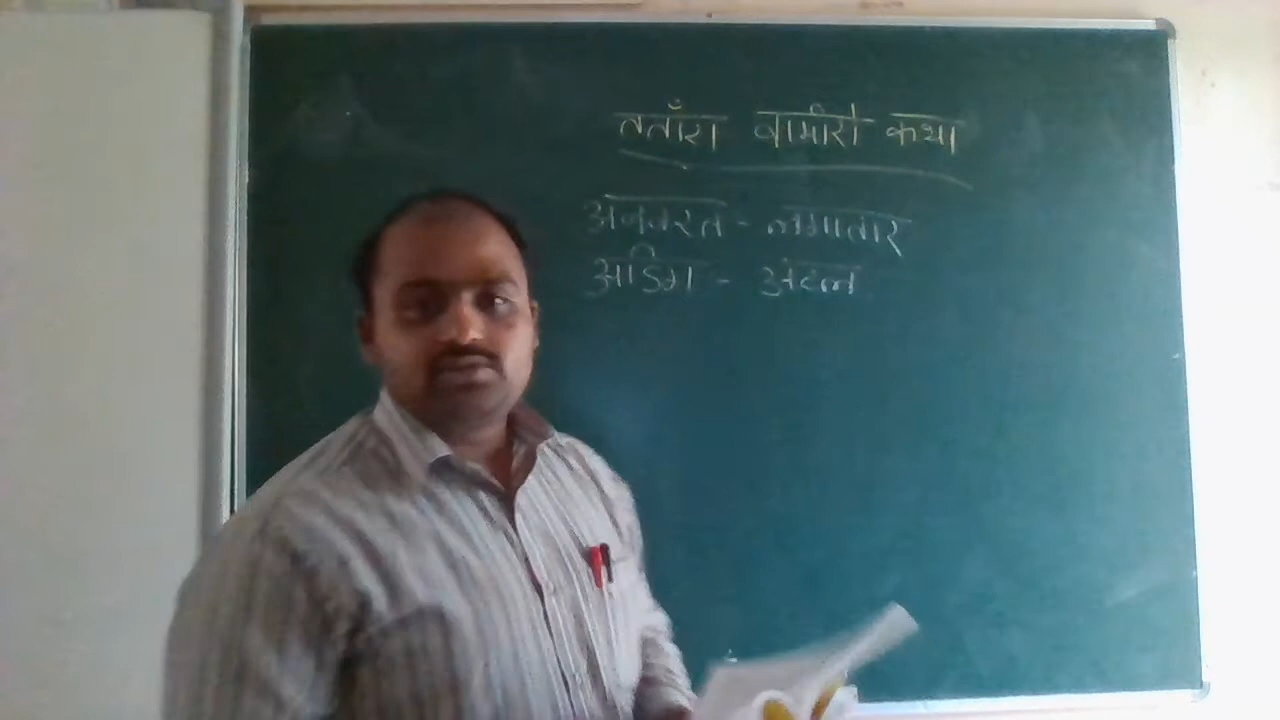 तताँरा वामीरो कथा
अनवरत - लगातार
अडिग - अटल